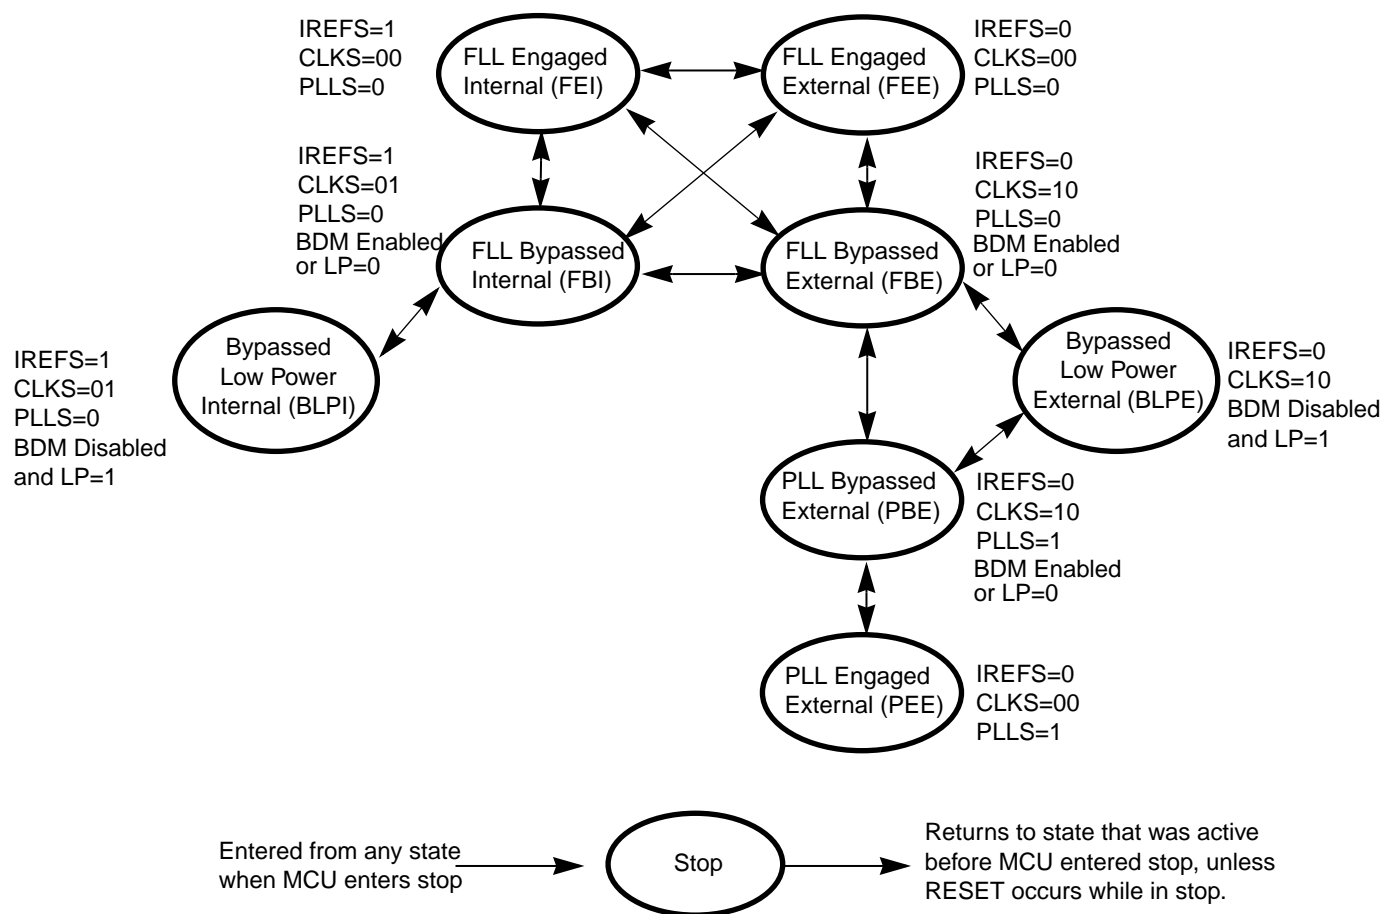 IREFS=1
CLKS=00
PLLS=0
FLL Engaged
Internal (FEI)
FLL Engaged
External (FEE)
IREFS=0
CLKS=00
PLLS=0
IREFS=1
CLKS=01
PLLS=0
BDM Enabled
or LP=0
FLL Bypassed
Internal (FBI)
FLL Bypassed
External (FBE)
IREFS=0
CLKS=10
PLLS=0
BDM Enabled
or LP=0
IREFS=1
CLKS=01
PLLS=0
BDM Disabled
and LP=1
Bypassed
Low Power
Internal (BLPI)
Bypassed
Low Power
External (BLPE)
IREFS=0
CLKS=10
BDM Disabled
and LP=1
PLL Bypassed
External (PBE)
IREFS=0
CLKS=10
PLLS=1
BDM Enabled
or LP=0
PLL Engaged
External (PEE)
IREFS=0
CLKS=00
PLLS=1
Entered from any state
when MCU enters stop
Stop
Returns to state that was active
before MCU entered stop, unless
RESET occurs while in stop.